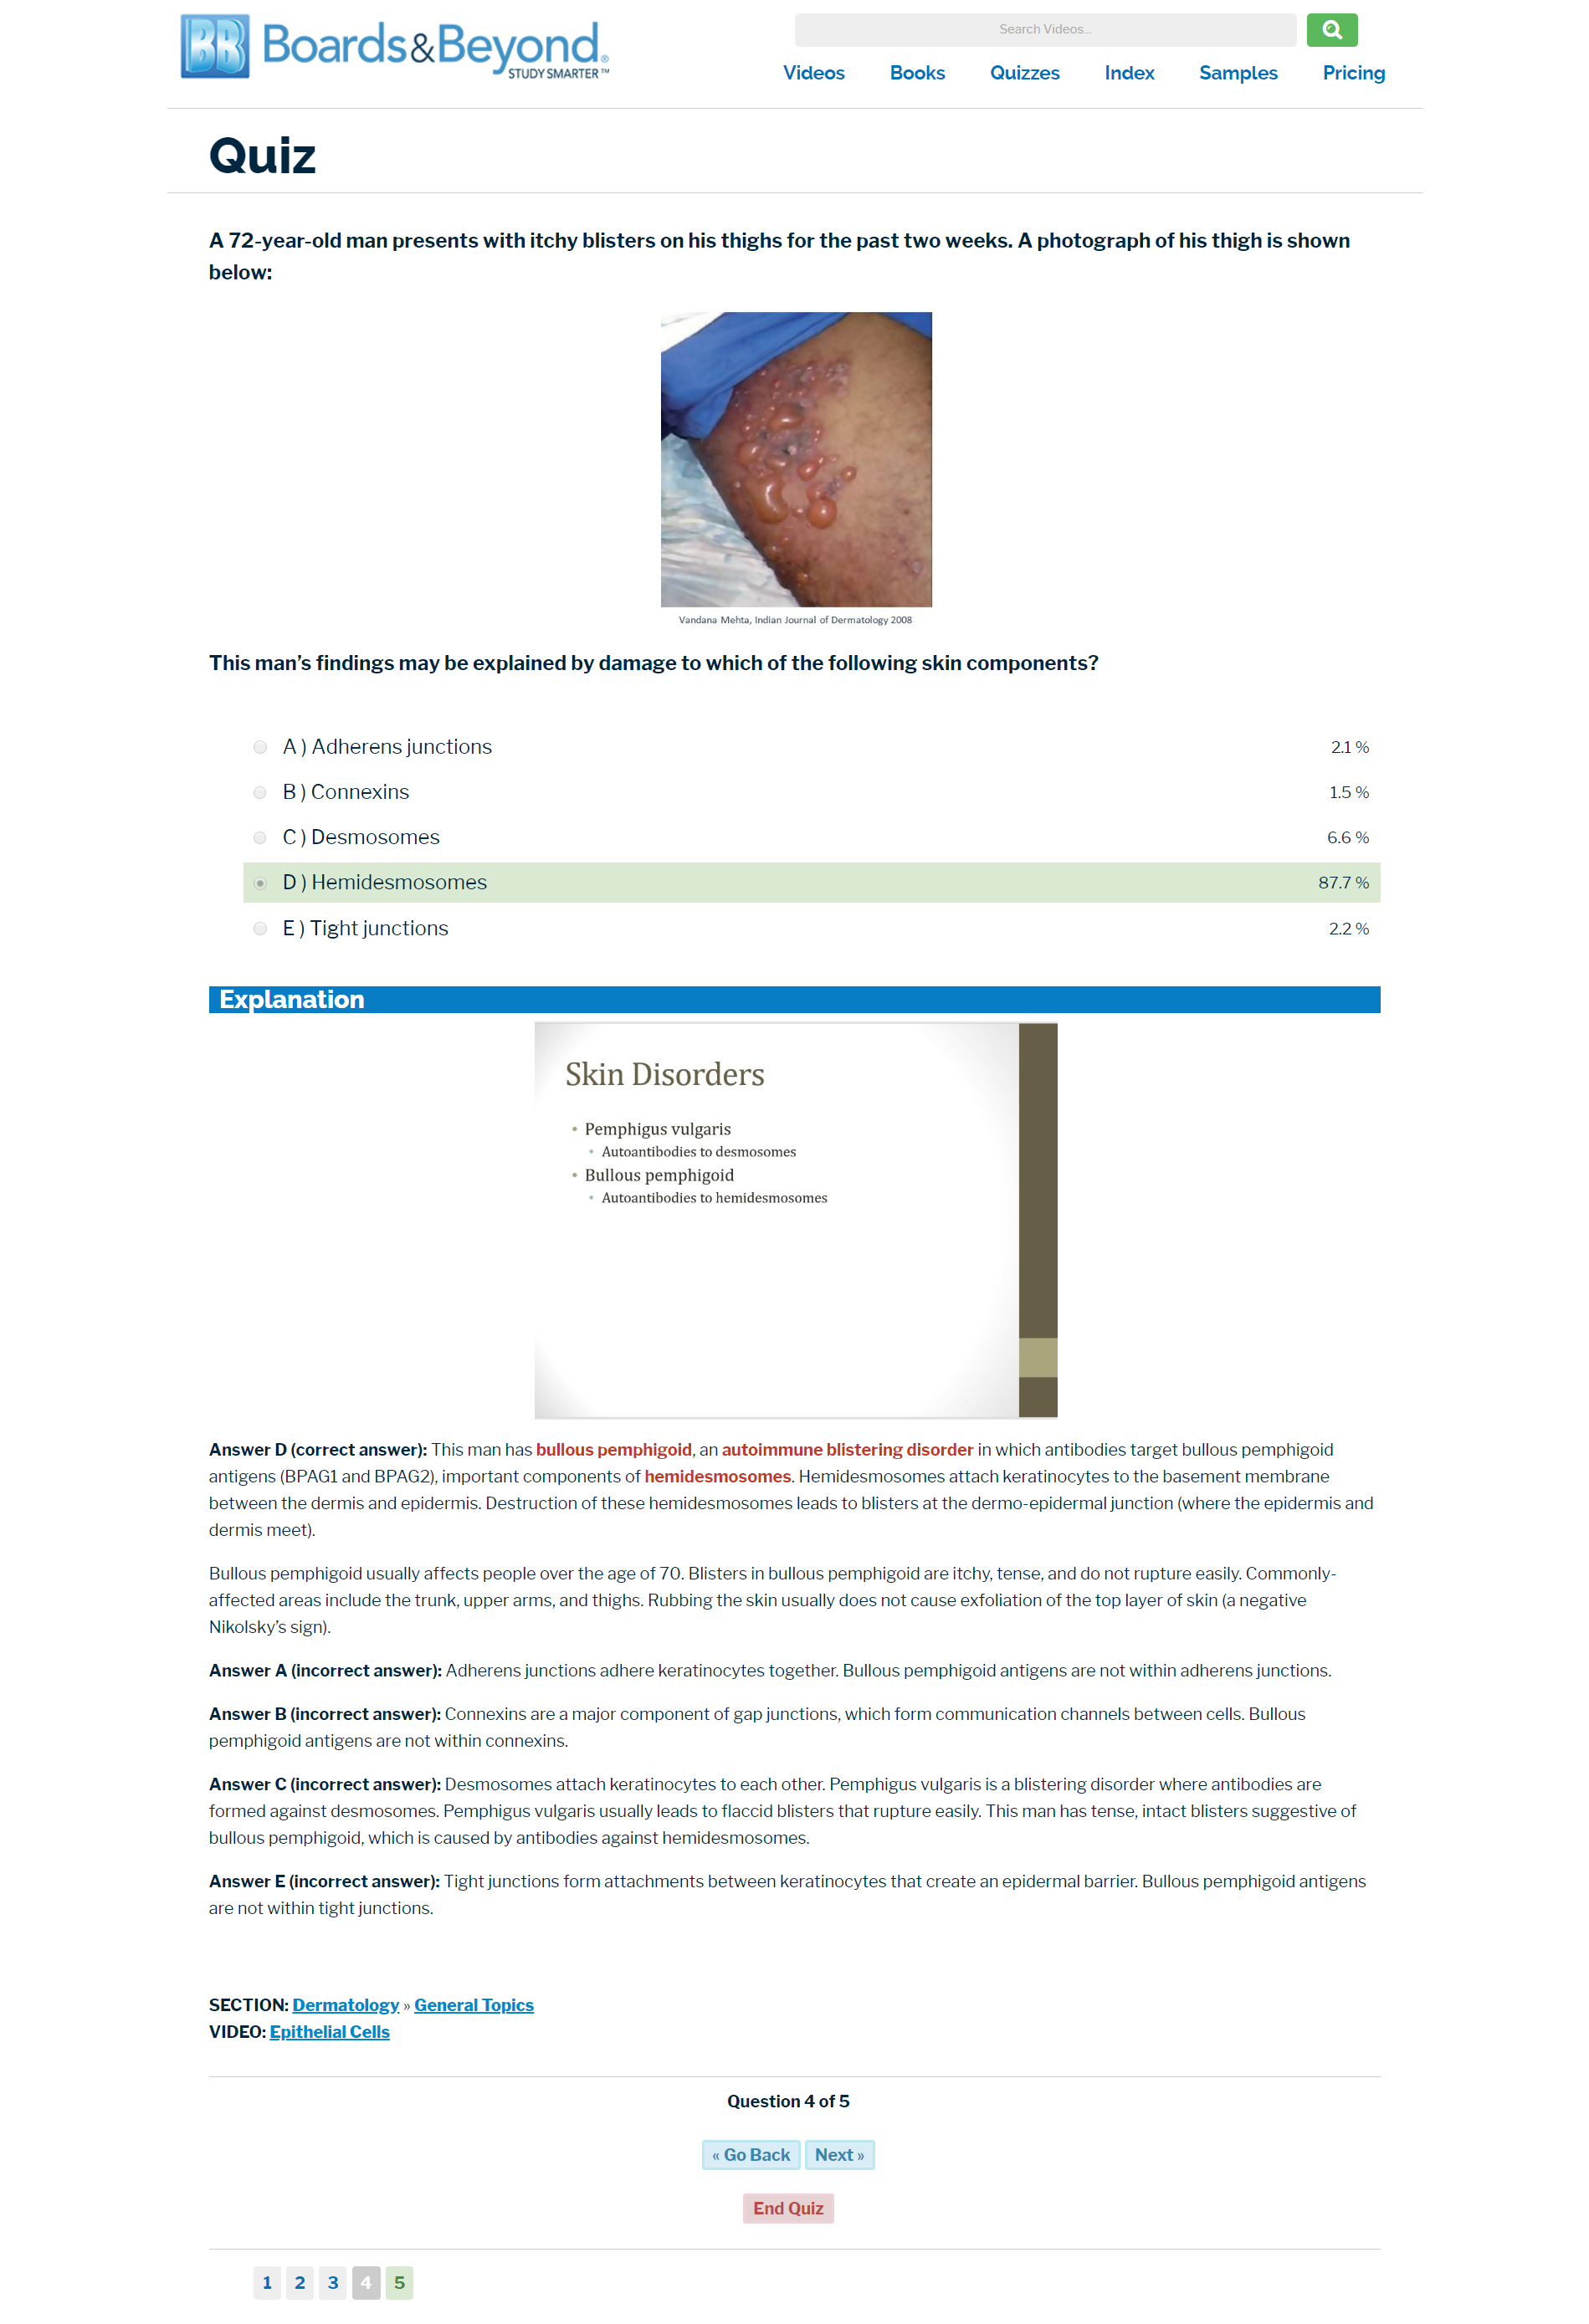 BB Boards&Beyond®
STUDY SMARTER™
Search Videos...
Videos Books Quizzes Index Samples Pricing
Quiz
A 72-year-old man presents with itchy blisters on his thighs for the past two weeks. A photograph of his thigh is shown
below:
Vandana Mehta, Indian Journal of Dermatology 2008
This man’s findings may be explained by damage to which of the following skin components?
A ) Adherens junctions 2.1 %
B ) Connexins 1.5 %
C ) Desmosomes 6.6 %
D ) Hemidesmosomes 87.7 %
E ) Tight junctions 2.2 %
Explanation
Skin Disorders
• Pemphigus vulgaris
• Autoantibodies to desmosomes
• Bullous pemphigoid
• Autoantibodies to hemidesmosomes
Answer D (correct answer): This man has bullous pemphigoid, an autoimmune blistering disorder in which antibodies target bullous pemphigoid
antigens (BPAG1 and BPAG2), important components of hemidesmosomes. Hemidesmosomes attach keratinocytes to the basement membrane
between the dermis and epidermis. Destruction of these hemidesmosomes leads to blisters at the dermo-epidermal junction (where the epidermis and
dermis meet).
Bullous pemphigoid usually affects people over the age of 70. Blisters in bullous pemphigoid are itchy, tense, and do not rupture easily. Commonly-
affected areas include the trunk, upper arms, and thighs. Rubbing the skin usually does not cause exfoliation of the top layer of skin (a negative
Nikolsky’s sign).
Answer A (incorrect answer): Adherens junctions adhere keratinocytes together. Bullous pemphigoid antigens are not within adherens junctions.
Answer B (incorrect answer): Connexins are a major component of gap junctions, which form communication channels between cells. Bullous
pemphigoid antigens are not within connexins.
Answer C (incorrect answer): Desmosomes attach keratinocytes to each other. Pemphigus vulgaris is a blistering disorder where antibodies are
formed against desmosomes. Pemphigus vulgaris usually leads to flaccid blisters that rupture easily. This man has tense, intact blisters suggestive of
bullous pemphigoid, which is caused by antibodies against hemidesmosomes.
Answer E (incorrect answer): Tight junctions form attachments between keratinocytes that create an epidermal barrier. Bullous pemphigoid antigens
are not within tight junctions.
SECTION: Dermatology » General Topics
VIDEO: Epithelial Cells
Question 4 of 5
« Go Back Next »
End Quiz
1 2 3 4 5